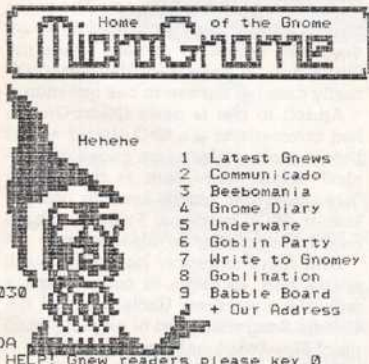 Home of the Gnome
MicroGnome
Hehehe
1 Latest Gnews
2 Communicado
3 Beebomania
4 Gnome Diary
5 Underware
6 Goblin Party
7 Write to Gnomey
8 Goblination
030
9 Babble Board
+ Our Address
DA
HELP! Gnew readers please key 0